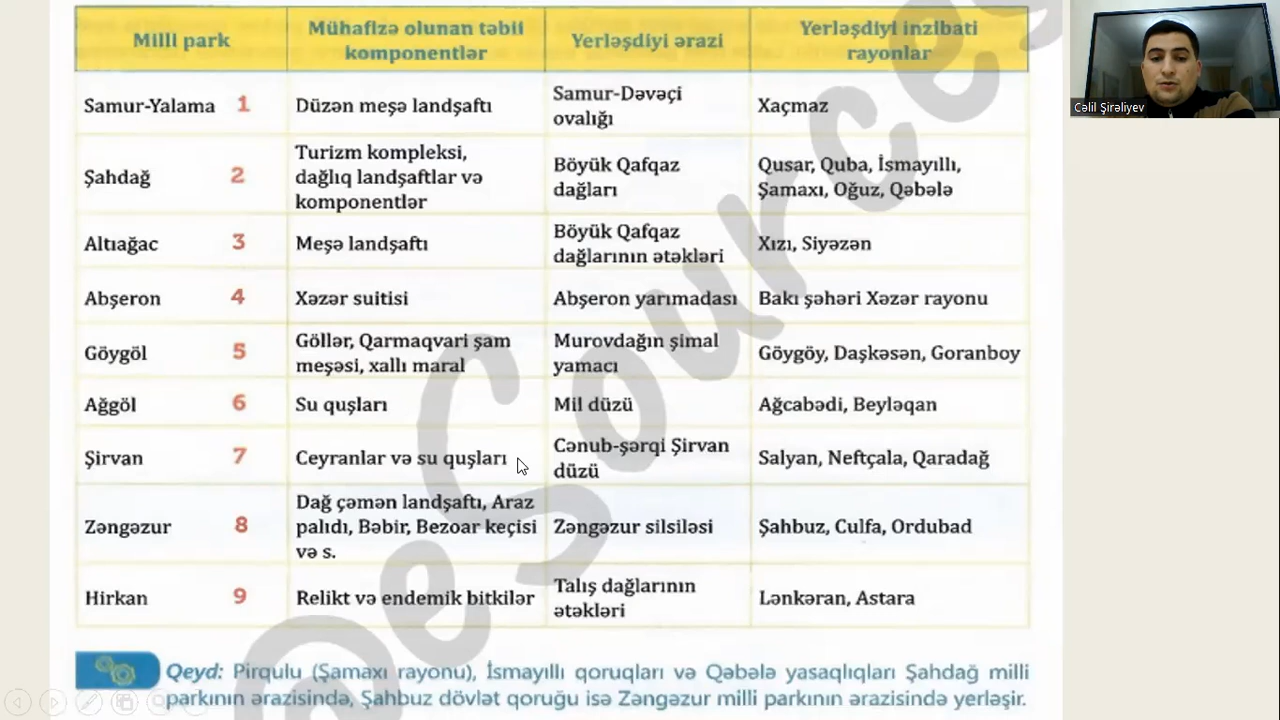 Milli park
Mühafizə olunan təbii
komponentlər
Yerləşdiyi ərazi
Yerləşdiyi inzibati
rayonlar
Samur-Yalama 1
Düzən meşə landşaftı
Samur-Dəvəçi
ovalığı
Xaçmaz
Şahdağ 2
Turizm kompleksi,
dağlıq landşaftlar və
komponentlər
Böyük Qafqaz
dağları
Qusar, Quba, İsmayıllı,
Şamaxı, Oğuz, Qəbələ
Altıağac 3
Meşə landşaftı
Böyük Qafqaz
dağlarının ətəkləri
Xızı, Siyəzən
Abşeron 4
Xəzər suitisi
Abşeron yarımadası
Bakı şəhəri Xəzər rayonu
Göygöl 5
Göllər, Qarmaqvari şam
meşəsi, xallı maral
Murovdağın şimal
yamacı
Göygöy, Daşkəsən, Goranboy
Ağgöl 6
Su quşları
Mil düzü
Ağcabədi, Beyləqan
Şirvan 7
Ceyranlar və su quşları
Cənub-şərqi Şirvan
düzü
Salyan, Neftçala, Qaradağ
Zəngəzur 8
Dağ çəmən landşaftı, Araz
palıdı, Bəbir, Bezoar keçisi
və s.
Zəngəzur silsiləsi
Şahbuz, Culfa, Ordubad
Hirkan 9
Relikt və endemik bitkilər
Talış dağlarının
ətəkləri
Lənkəran, Astara
Qeyd: Pirqulu (Şamaxı rayonu), İsmayıllı qoruqları və Qəbələ yasaqlıqları Şahdağ milli
parkının ərazisində, Şahbuz dövlət qoruğu isə Zəngəzur milli parkının ərazisində yerləşir.
Cəlil Şirəliyev